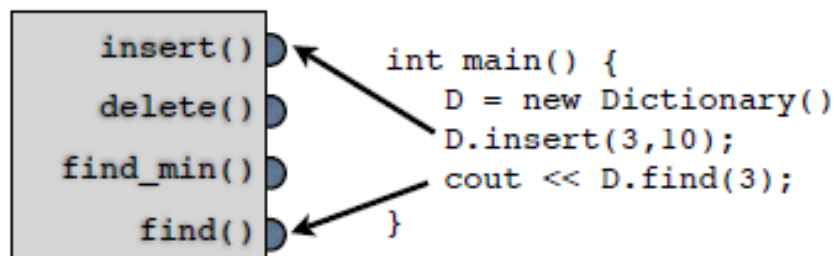 insert()
delete()
find_min()
find()
int main() {
D = new Dictionary()
D.insert(3,10);
cout << D.find(3);
}